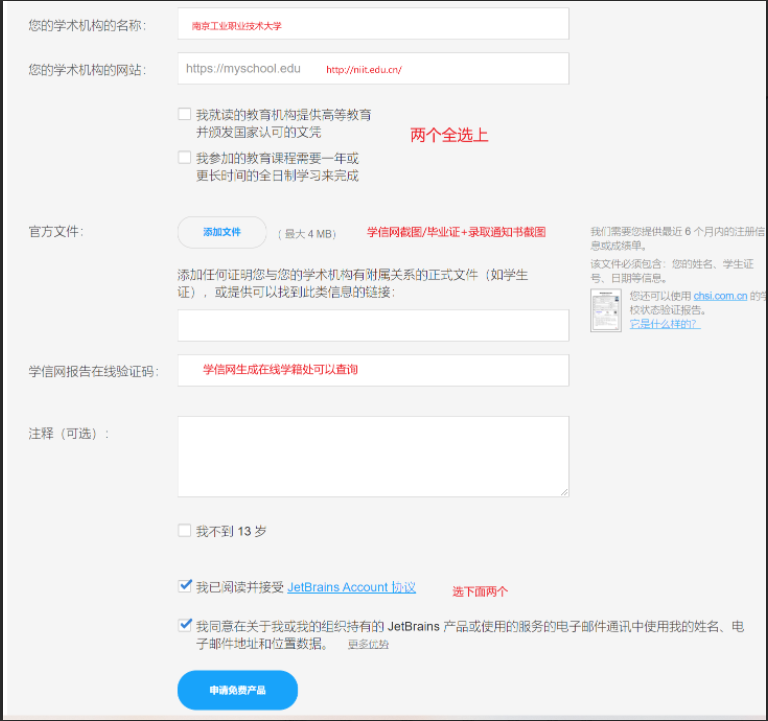 您的学术机构的名称：
南京工业职业技术大学
您的学术机构的网站：
https://myschool.edu
http://niit.edu.cn/
我就读的教育机构提供高等教育
并颁发国家认可的文凭
两个全选上
我参加的教育课程需要一年或
更长时间的全日制学习来完成
官方文件：
添加文件
（最大 4 MB）
学信网截图/毕业证+录取通知书截图
我们需要您提供最近 6 个月内的注册信
息或成绩单。
该文件必须包含：您的姓名、学生证
号、日期等信息。
您还可以使用 chsi.com.cn 的学
校状态验证报告。
它是什么样的？
添加任何证明您与您的学术机构有附属关系的正式文件（如学生
证），或提供可以找到此类信息的链接：
学信网报告在线验证码：
学信网生成在线学籍处可以查询
注释（可选）：
我不到 13 岁
我已阅读并接受 JetBrains Account 协议
选下面两个
我同意在关于我或我的组织持有的 JetBrains 产品或使用的服务的电子邮件通讯中使用我的姓名、电
子邮件地址和位置数据。 更多优势
申请免费产品